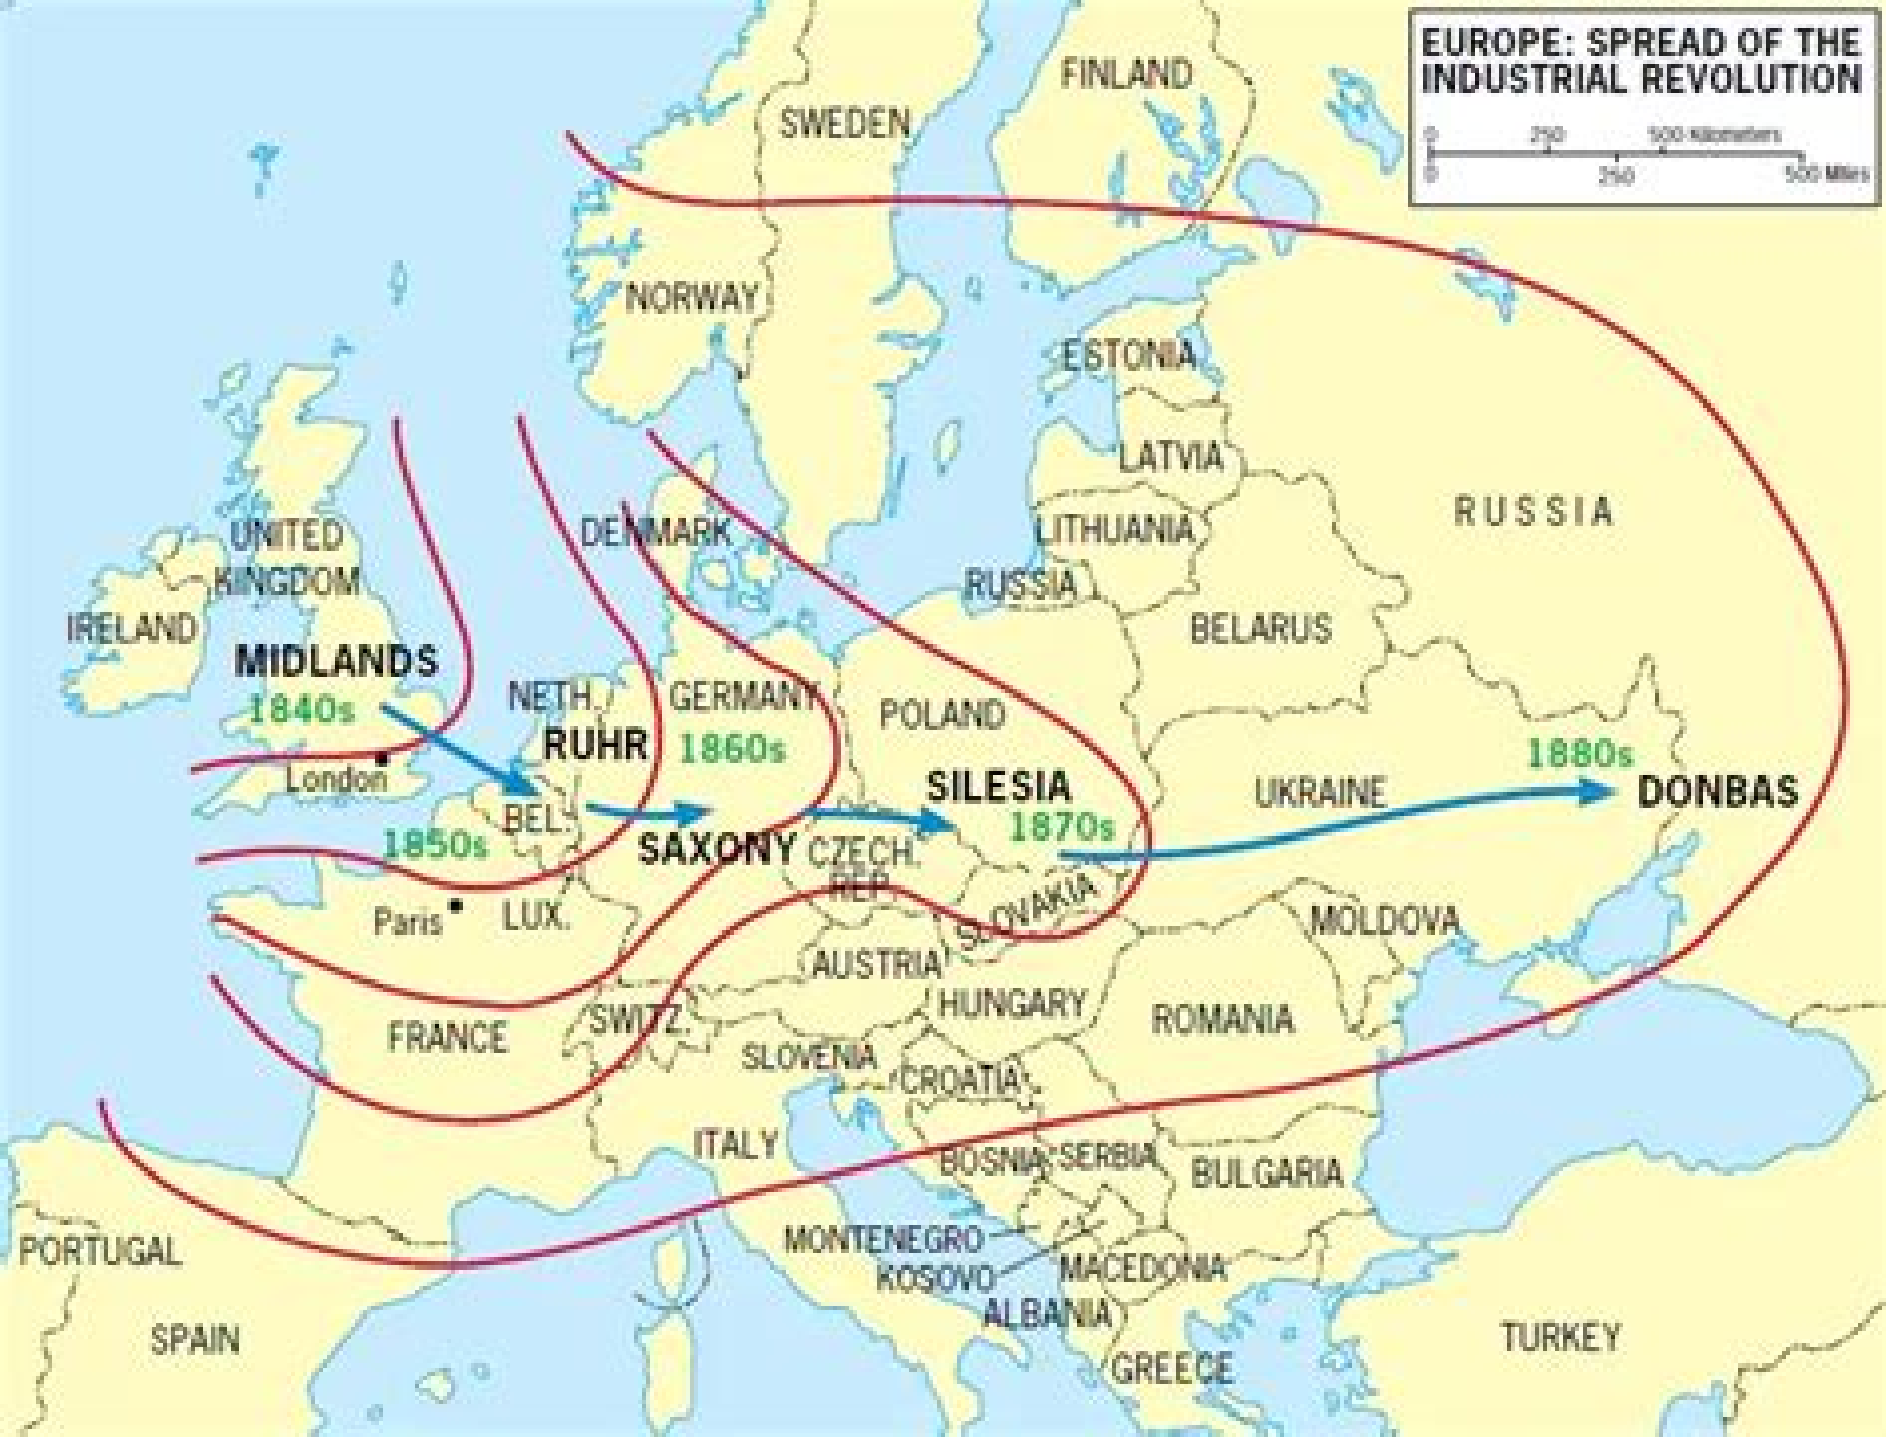 EUROPE: SPREAD OF THE
INDUSTRIAL REVOLUTION
0 250 500 Kilometers
0 250 500 Miles
FINLAND
SWEDEN
NORWAY
ESTONIA
LATVIA
RUSSIA
LITHUANIA
DENMARK
UNITED
KINGDOM
RUSSIA
IRELAND
BELARUS
MIDLANDS
1840s
NETH.
GERMANY
POLAND
RUHR
1860s
1880s
London
SILESIA
UKRAINE
DONBAS
BEL.
1870s
1850s
SAXONY
CZECH.
REP.
SLOVAKIA
Paris
LUX.
MOLDOVA
AUSTRIA
HUNGARY
ROMANIA
FRANCE
SWITZ.
SLOVENIA
CROATIA
ITALY
BOSNIA
SERBIA
BULGARIA
MONTENEGRO
PORTUGAL
KOSOVO
MACEDONIA
ALBANIA
SPAIN
TURKEY
GREECE